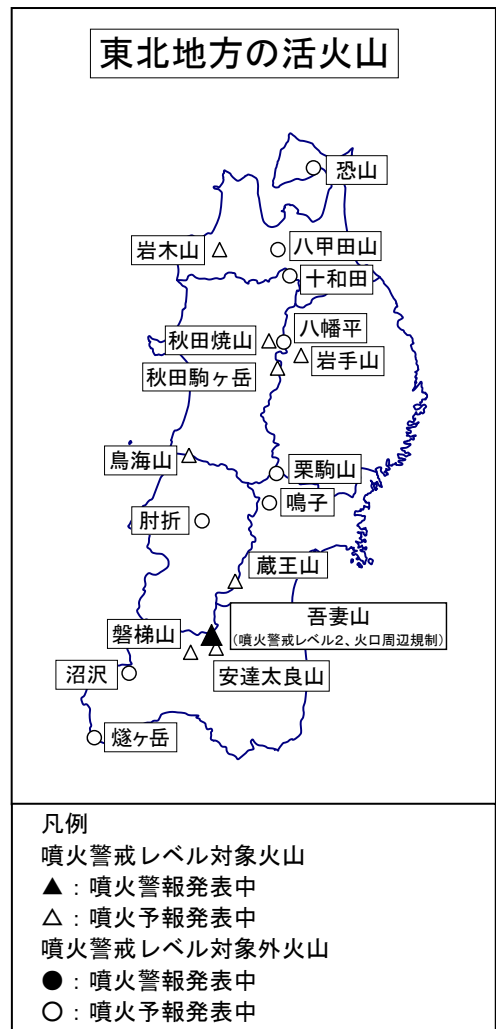 東北地方の活火山
恐山
岩木山
八甲田山
十和田
秋田焼山
八幡平
岩手山
秋田駒ヶ岳
鳥海山
栗駒山
鳴子
肘折
蔵王山
吾妻山
(噴火警戒レベル2、火口周辺規制)
磐梯山
安達太良山
沼沢
燧ヶ岳
凡例
噴火警戒レベル対象火山
▲：噴火警報発表中
△：噴火予報発表中
噴火警戒レベル対象外火山
●：噴火警報発表中
○：噴火予報発表中